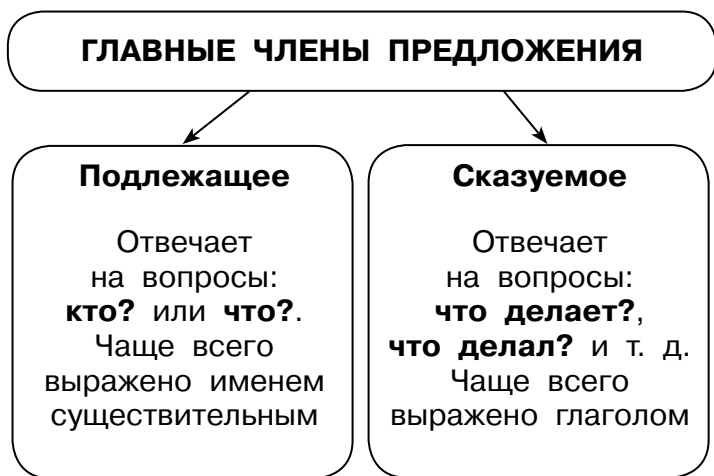 ГЛАВНЫЕ ЧЛЕНЫ ПРЕДЛОЖЕНИЯ
Подлежащее
Отвечает
на вопросы:
кто? или что?.
Чаще всего
выражено именем
существительным
Сказуемое
Отвечает
на вопросы:
что делает?,
что делал? и т. д.
Чаще всего
выражено глаголом